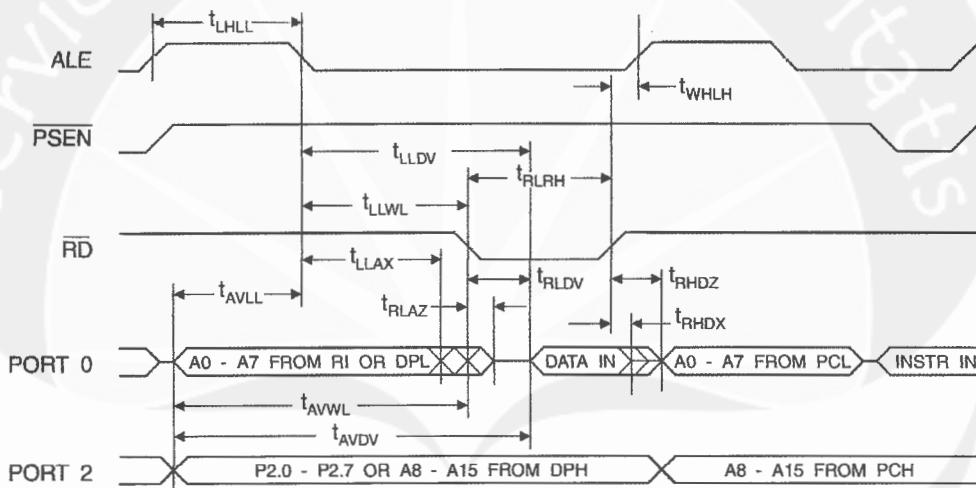 tLHLL
ALE
tWHLH
PSEN
tLLDV
tRLRH
tLLWL
RD
tLLAX
tRLDV
tRHDZ
tAVLL
tRLAZ
tRHDX
PORT 0
A0 - A7 FROM RI OR DPL
DATA IN
A0 - A7 FROM PCL
INSTR IN
tAVWL
tAVDV
PORT 2
P2.0 - P2.7 OR A8 - A15 FROM DPH
A8 - A15 FROM PCH